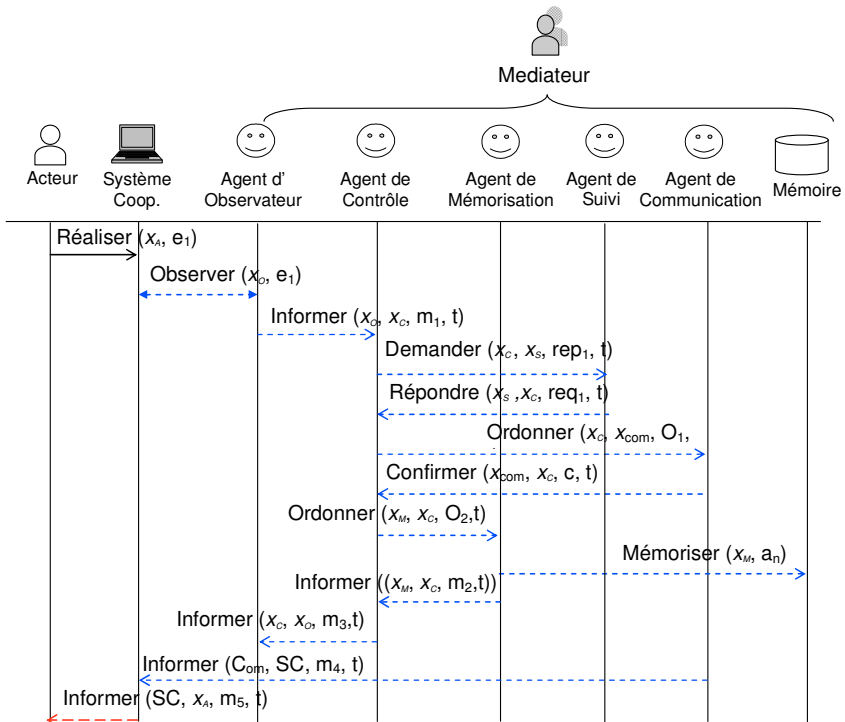 Mediateur
Acteur
Système
Coop.
Agent d'
Observateur
Agent de
Contrôle
Agent de
Mémorisation
Agent de
Suivi
Agent de
Communication
Mémoire
Réaliser (x_A, e_1)
Observer (x_O, e_1)
Informer (x_O, x_C, m_1, t)
Demander (x_C, x_S, rep_1, t)
Répondre (x_S ,x_C, req_1, t)
Ordonner (x_C, x_com, O_1,
Confirmer (x_com, x_C, c, t)
Ordonner (x_M, x_C, O_2,t)
Mémoriser (x_M, a_n)
Informer ((x_M, x_C, m_2,t))
Informer (x_C, x_O, m_3,t)
Informer (C_om, SC, m_4, t)
Informer (SC, x_A, m_5, t)